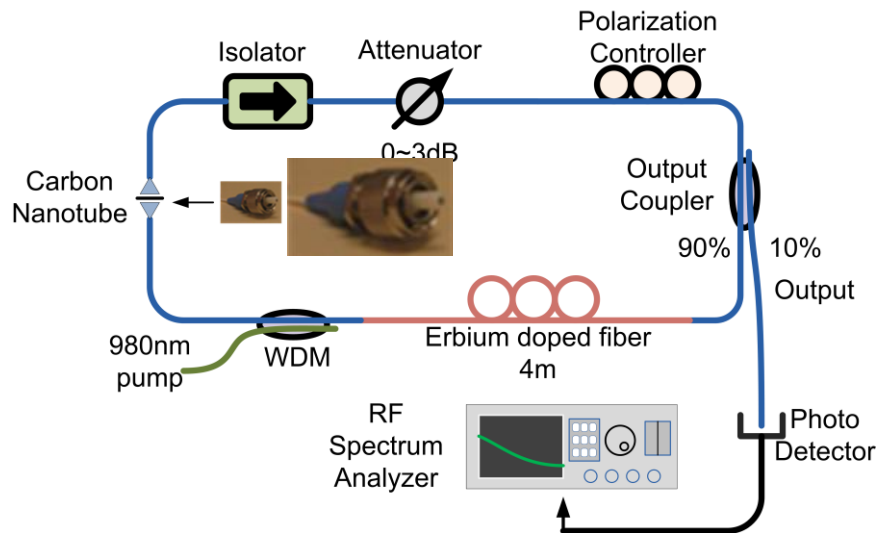 Polarization
Controller
Isolator
Attenuator
0~3dB
Carbon
Nanotube
Output
Coupler
90%
10%
Output
980nm
pump
WDM
Erbium doped fiber
4m
RF
Spectrum
Analyzer
Photo
Detector